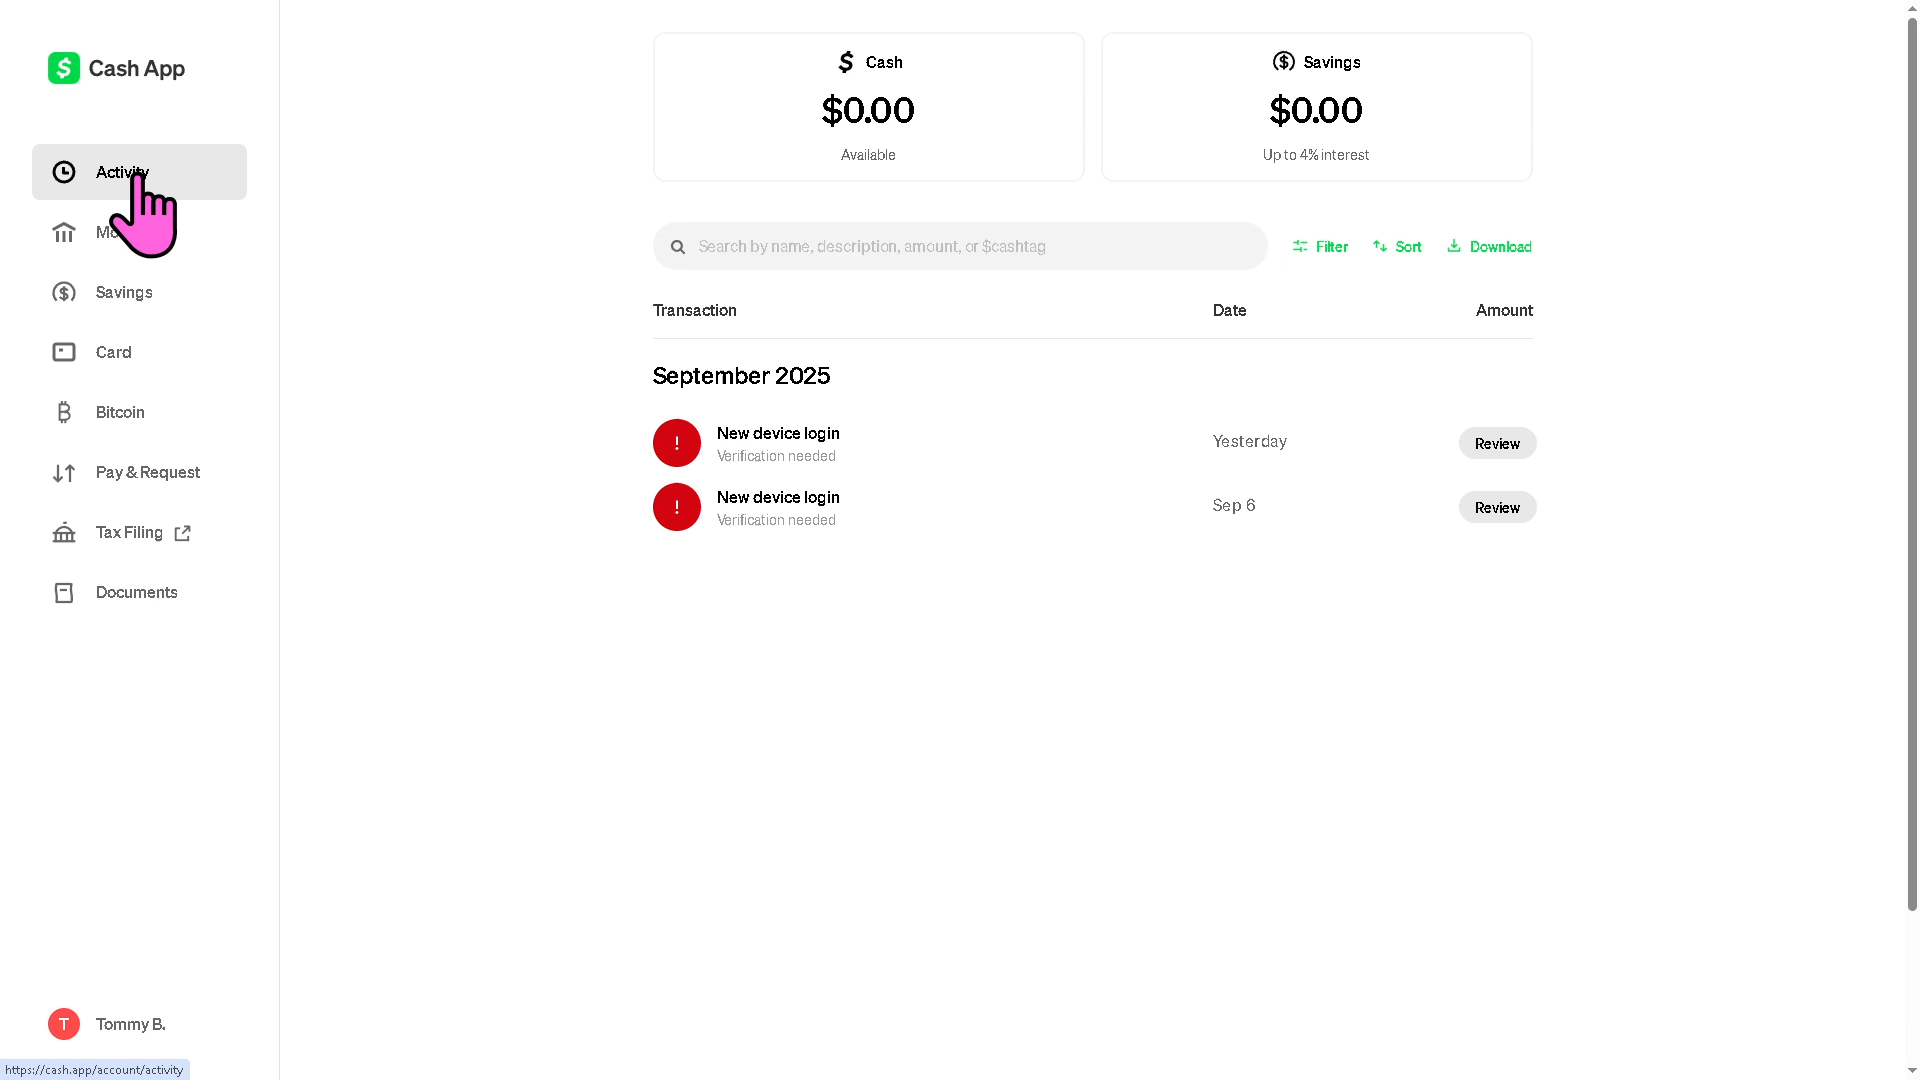 Cash App
Activity
Savings
Card
Bitcoin
Pay & Request
Tax Filing
Documents
Tommy B.
https://cash.app/account/activity
Cash
$0.00
Available
Savings
$0.00
Up to 4% interest
Search by name, description, amount, or $cashtag
Filter
Sort
Download
Transaction Date Amount
September 2025
New device login
Verification needed
Yesterday
Review
New device login
Verification needed
Sep 6
Review